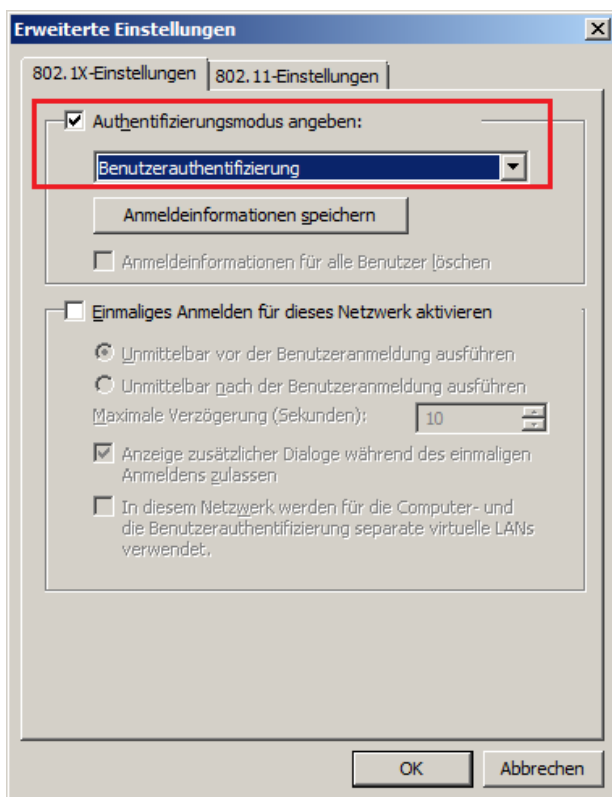 Erweiterte Einstellungen
802.1X-Einstellungen
802.11-Einstellungen
Authentifizierungsmodus angeben:
Benutzerauthentifizierung
Anmeldeinformationen speichern
Anmeldeinformationen für alle Benutzer löschen
Einmaliges Anmelden für dieses Netzwerk aktivieren
Unmittelbar vor der Benutzeranmeldung ausführen
Unmittelbar nach der Benutzeranmeldung ausführen
Maximale Verzögerung (Sekunden): 10
Anzeige zusätzlicher Dialoge während des einmaligen
Anmeldens zulassen
In diesem Netzwerk werden für die Computer- und
die Benutzerauthentifizierung separate virtuelle LANs
verwendet.
OK
Abbrechen